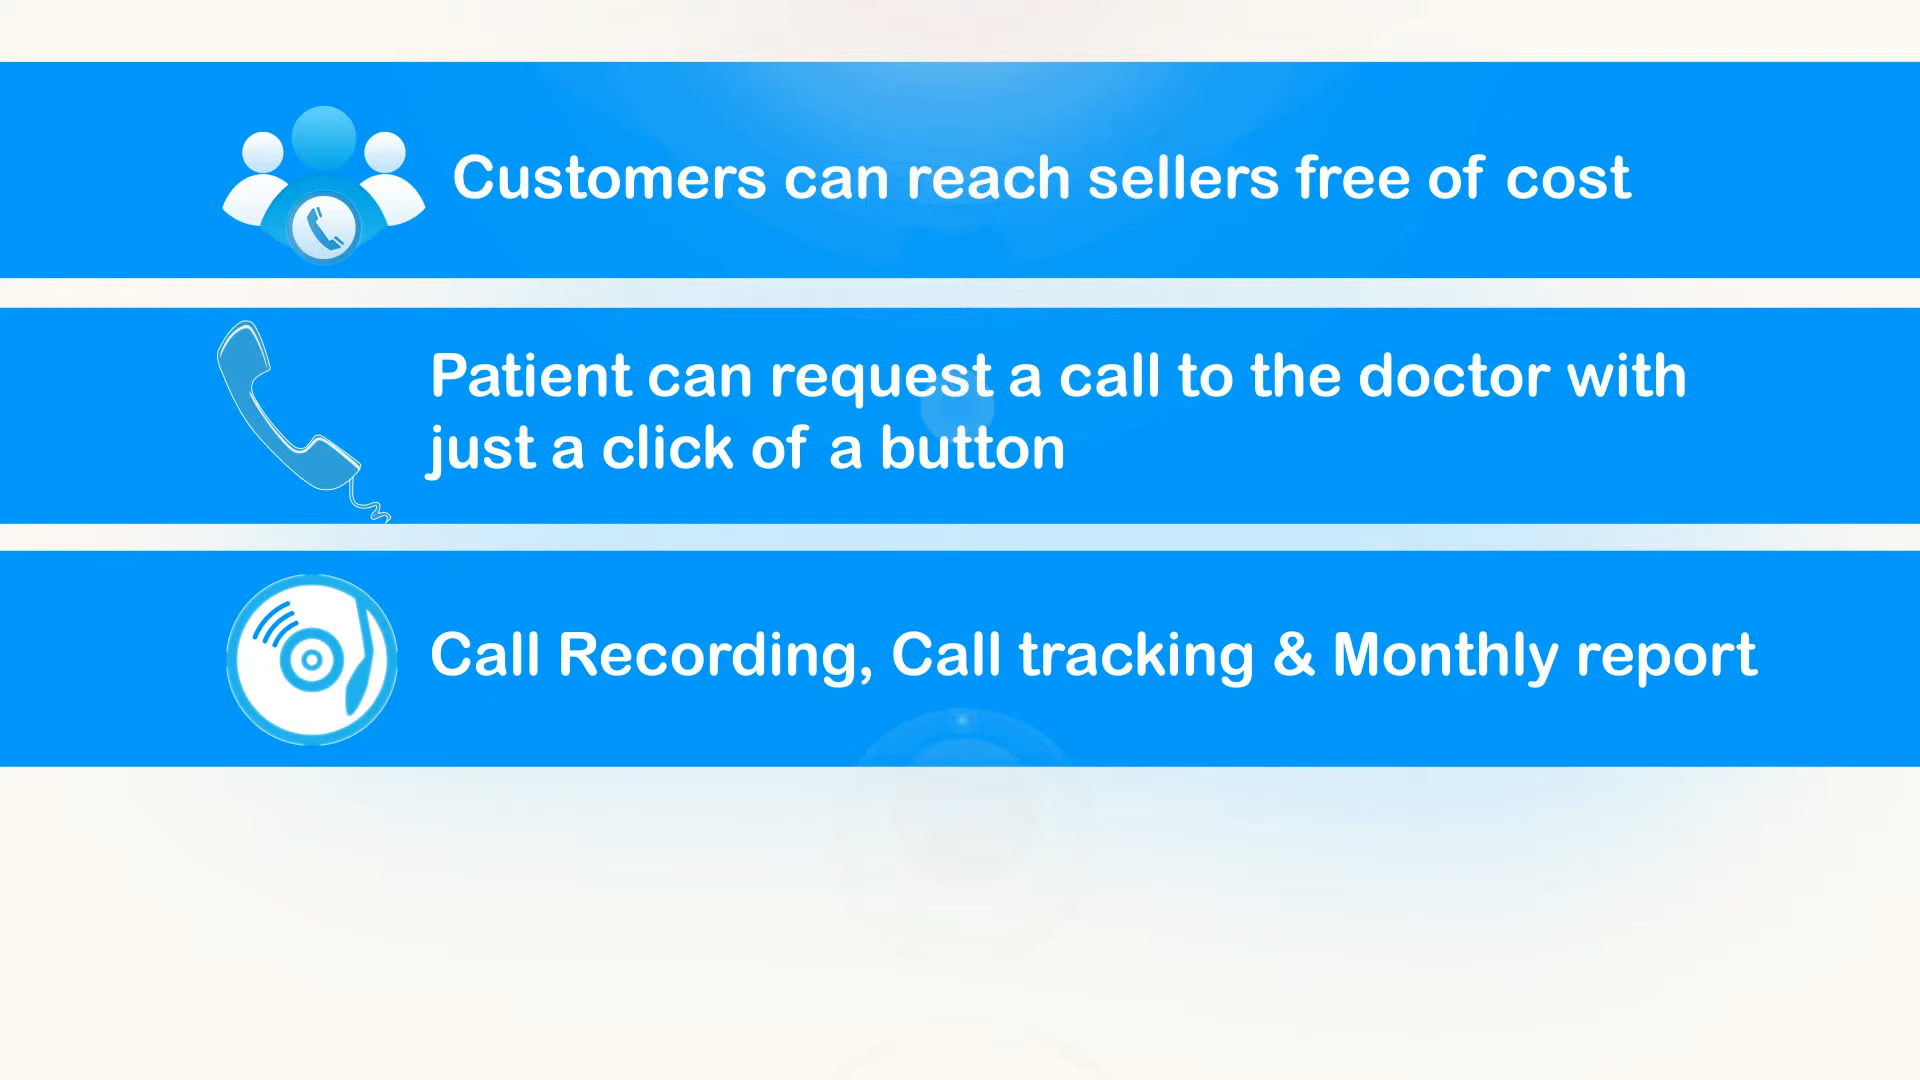 Customers can reach sellers free of cost
Patient can request a call to the doctor with
just a click of a button
Call Recording, Call tracking & Monthly report